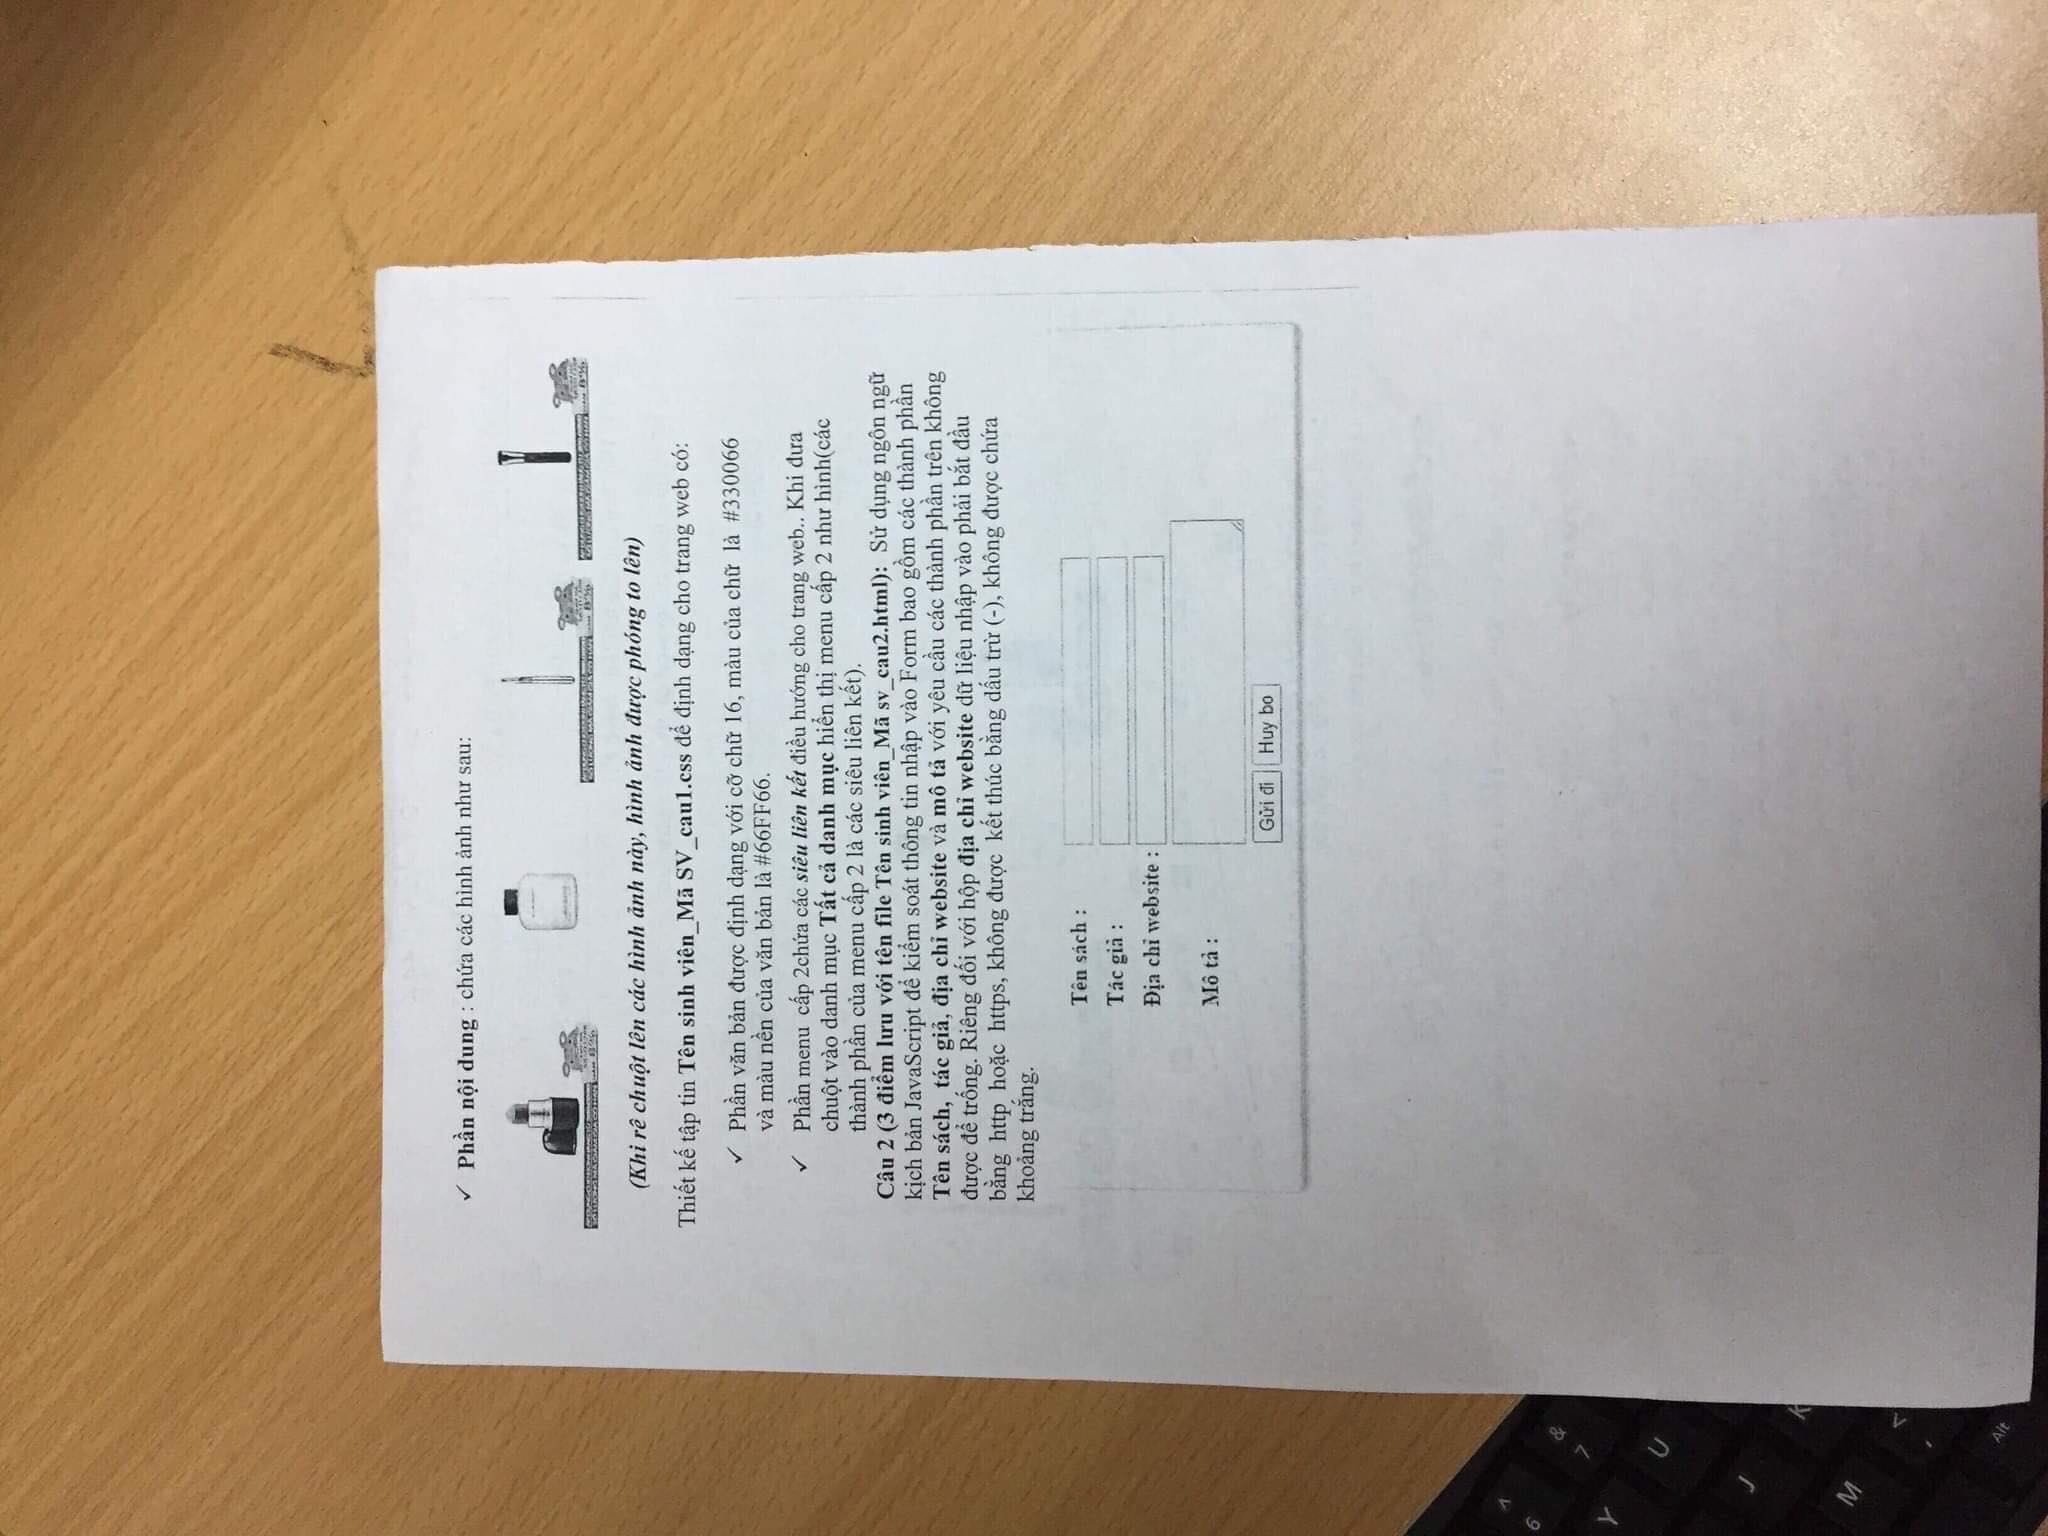 ✓ Phần nội dung : chứa các hình ảnh như sau:
8% 8% 8%
(Khi rê chuột lên các hình ảnh này, hình ảnh được phóng to lên)
Thiết kế tập tin Tên sinh viên_Mã SV_cau1.css để định dạng cho trang web có:
✓ Phần văn bản được định dạng với cỡ chữ 16, màu của chữ là #330066
và màu nền của văn bản là #66FF66.
✓ Phần menu cấp 2chứa các siêu liên kết điều hướng cho trang web.. Khi đưa
chuột vào danh mục Tất cả danh mục hiển thị menu cấp 2 như hình(các
thành phần của menu cấp 2 là các siêu liên kết).
Câu 2 (3 điểm lưu với tên file Tên sinh viên_Mã sv_cau2.html): Sử dụng ngôn ngữ
kịch bản JavaScript để kiểm soát thông tin nhập vào Form bao gồm các thành phần
Tên sách, tác giả, địa chỉ website và mô tả với yêu cầu các thành phần trên không
được để trống. Riêng đối với hộp địa chỉ website dữ liệu nhập vào phải bắt đầu
bằng http hoặc https, không được kết thúc bằng dấu trừ (-), không được chứa
khoảng trắng.
Tên sách :
Tác giả :
Địa chỉ website :
Mô tả :
Gửi đi Huy bo
^
6
&
7
Y
U
J
K
M
<
,
Alt